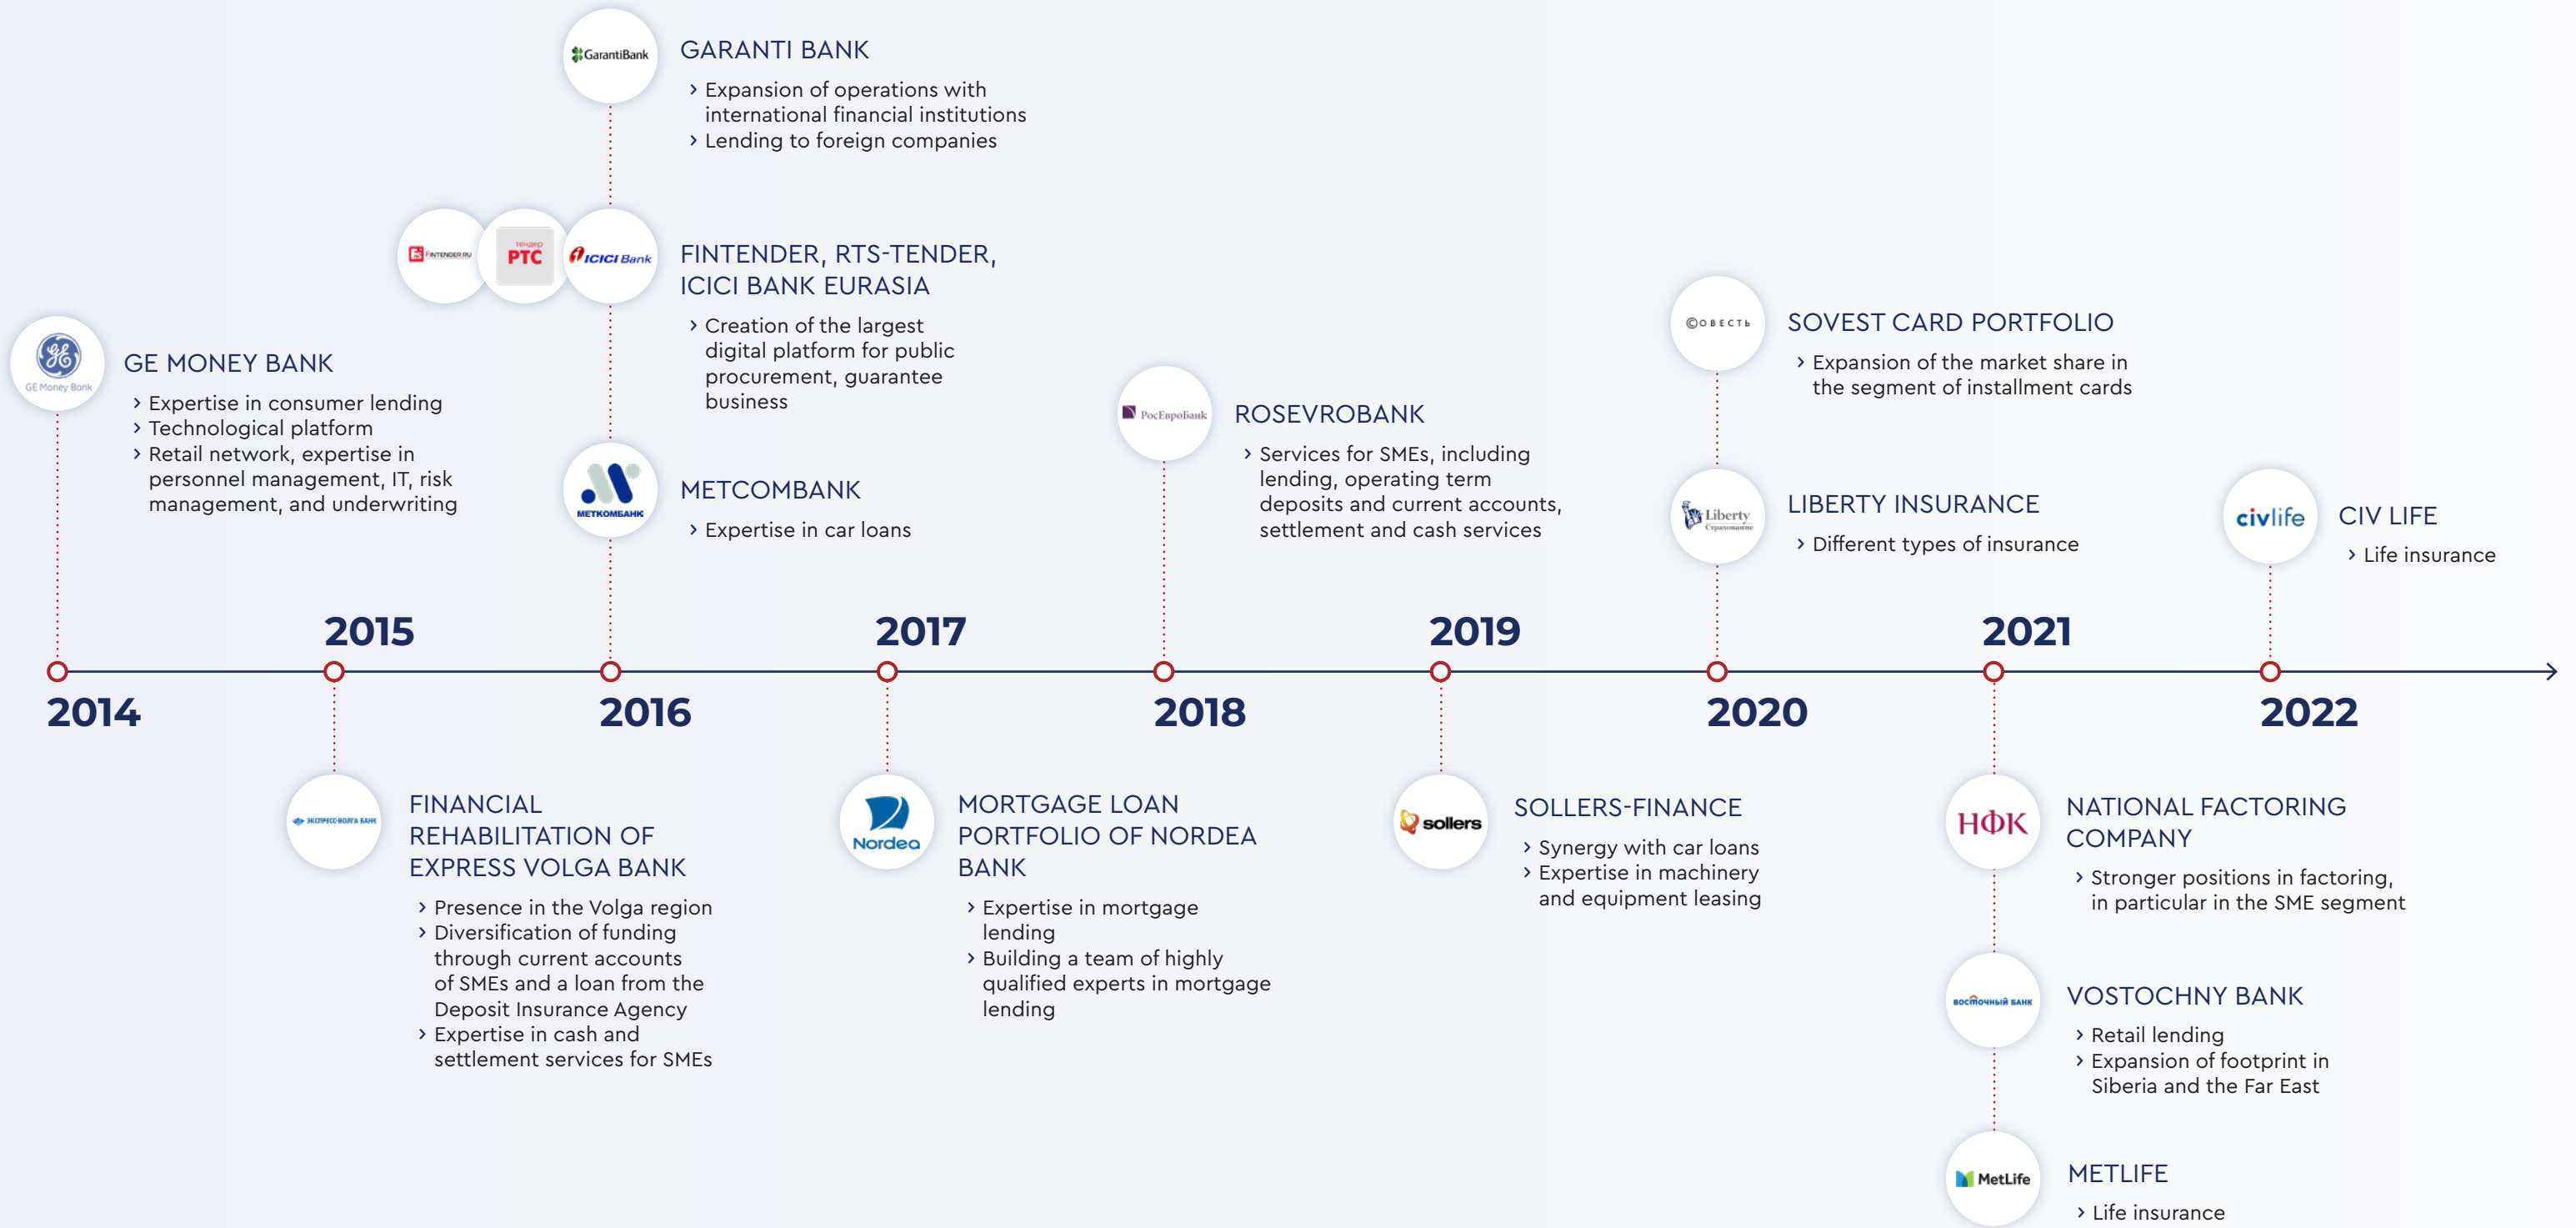 GarantiBank
GARANTI BANK
› Expansion of operations with
international financial institutions
› Lending to foreign companies
FINTENDER.RU
тендер
РТС
ICICI Bank
FINTENDER, RTS-TENDER,
ICICI BANK EURASIA
› Creation of the largest
digital platform for public
procurement, guarantee
business
GE Money Bank
GE MONEY BANK
› Expertise in consumer lending
› Technological platform
› Retail network, expertise in
personnel management, IT, risk
management, and underwriting
МЕТКОМБАНК
METCOMBANK
› Expertise in car loans
РосЕвроБанк
ROSEVROBANK
› Services for SMEs, including
lending, operating term
deposits and current accounts,
settlement and cash services
СОВЕСТЬ
SOVEST CARD PORTFOLIO
› Expansion of the market share in
the segment of installment cards
Liberty
Страхование
LIBERTY INSURANCE
› Different types of insurance
civlife
CIV LIFE
› Life insurance
2015
2017
2019
2021
2014
2016
2018
2020
2022
ЭКСПРЕСС-ВОЛГА БАНК
FINANCIAL
REHABILITATION OF
EXPRESS VOLGA BANK
› Presence in the Volga region
› Diversification of funding
through current accounts
of SMEs and a loan from the
Deposit Insurance Agency
› Expertise in cash and
settlement services for SMEs
Nordea
MORTGAGE LOAN
PORTFOLIO OF NORDEA
BANK
› Expertise in mortgage
lending
› Building a team of highly
qualified experts in mortgage
lending
sollers
SOLLERS-FINANCE
› Synergy with car loans
› Expertise in machinery
and equipment leasing
НФК
NATIONAL FACTORING
COMPANY
› Stronger positions in factoring,
in particular in the SME segment
ВОСТОЧНЫЙ БАНК
VOSTOCHNY BANK
› Retail lending
› Expansion of footprint in
Siberia and the Far East
MetLife
METLIFE
› Life insurance